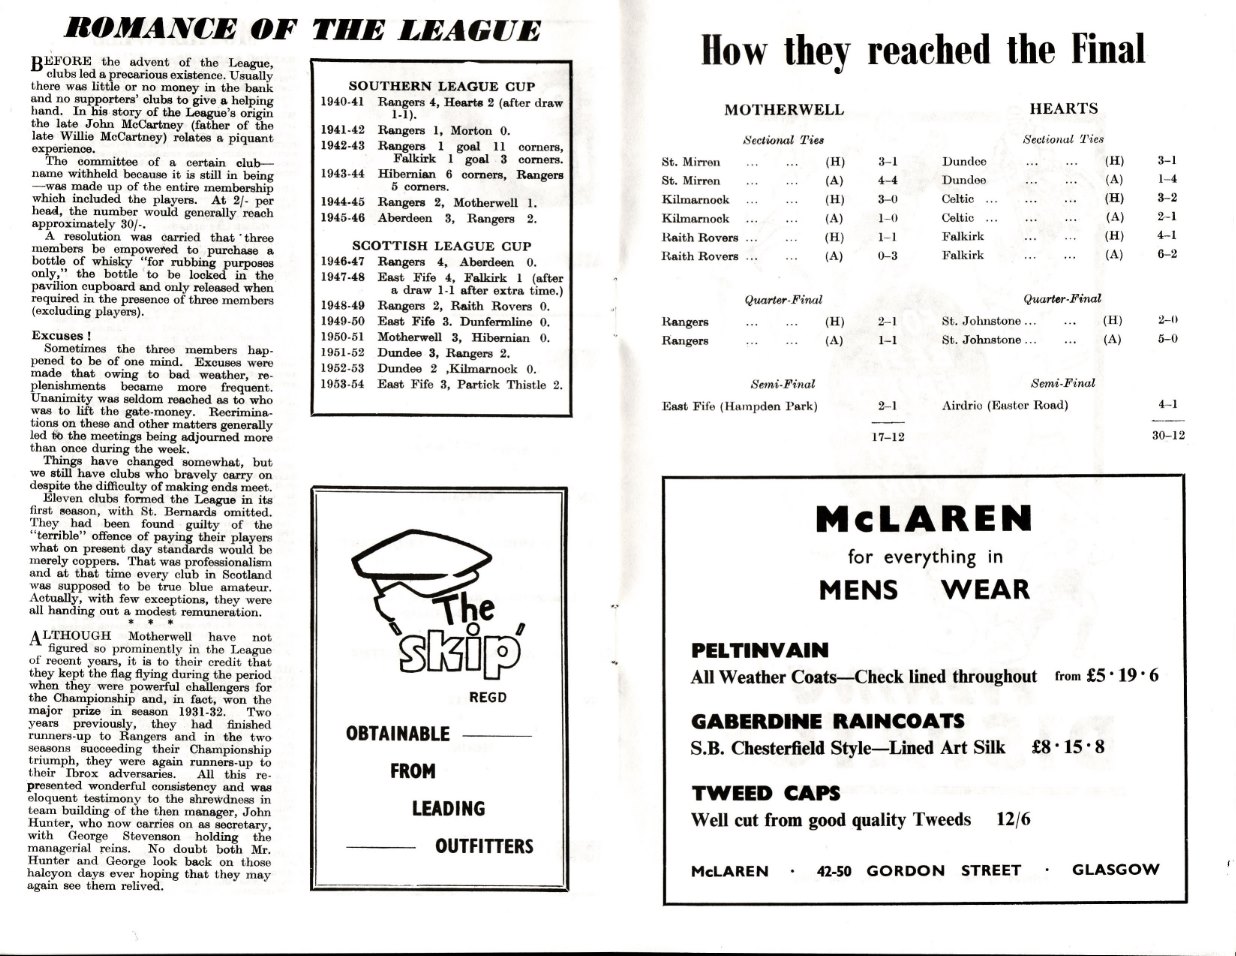 ROMANCE OF THE LEAGUE
BEFORE the advent of the League,
clubs led a precarious existence. Usually
there was little or no money in the bank
and no supporters' clubs to give a helping
hand. In his story of the League's origin
the late John McCartney (father of the
late Willie McCartney) relates a piquant
experience.
The committee of a certain club—
name withheld because it is still in being
—was made up of the entire membership
which included the players. At 2/- per
head, the number would generally reach
approximately 30/-.
A resolution was carried that three
members be empowered to purchase a
bottle of whisky "for rubbing purposes
only," the bottle to be locked in the
pavilion cupboard and only released when
required in the presence of three members
(excluding players).
Excuses !
Sometimes the three members hap-
pened to be of one mind. Excuses were
made that owing to bad weather, re-
plenishments became more frequent.
Unanimity was seldom reached as to who
was to lift the gate-money. Recrimina-
tions on these and other matters generally
led to the meetings being adjourned more
than once during the week.
Things have changed somewhat, but
we still have clubs who bravely carry on
despite the difficulty of making ends meet.
Eleven clubs formed the League in its
first season, with St. Bernards omitted.
They had been found guilty of the
"terrible" offence of paying their players
what on present day standards would be
merely coppers. That was professionalism
and at that time every club in Scotland
was supposed to be true blue amateur.
Actually, with few exceptions, they were
all handing out a modest remuneration.
* * *
ALTHOUGH Motherwell have not
figured so prominently in the League
of recent years, it is to their credit that
they kept the flag flying during the period
when they were powerful challengers for
the Championship and, in fact, won the
major prize in season 1931-32. Two
years previously, they had finished
runners-up to Rangers and in the two
seasons succeeding their Championship
triumph, they were again runners-up to
their Ibrox adversaries. All this re-
presented wonderful consistency and was
eloquent testimony to the shrewdness in
team building of the then manager, John
Hunter, who now carries on as secretary,
with George Stevenson holding the
managerial reins. No doubt both Mr.
Hunter and George look back on those
halcyon days ever hoping that they may
again see them relived.
SOUTHERN LEAGUE CUP
1940-41 Rangers 4, Hearts 2 (after draw
1-1).
1941-42 Rangers 1, Morton 0.
1942-43 Rangers 1 goal 11 corners,
Falkirk 1 goal 3 corners.
1943-44 Hibernian 6 corners, Rangers
5 corners.
1944-45 Rangers 2, Motherwell 1.
1945-46 Aberdeen 3, Rangers 2.
SCOTTISH LEAGUE CUP
1946-47 Rangers 4, Aberdeen 0.
1947-48 East Fife 4, Falkirk 1 (after
a draw 1-1 after extra time.)
1948-49 Rangers 2, Raith Rovers 0.
1949-50 East Fife 3. Dunfermline 0.
1950-51 Motherwell 3, Hibernian 0.
1951-52 Dundee 3, Rangers 2.
1952-53 Dundee 2 ,Kilmarnock 0.
1953-54 East Fife 3, Partick Thistle 2.
The
'skip'
REGD
OBTAINABLE
FROM
LEADING
OUTFITTERS
How they reached the Final
MOTHERWELL
Sectional Ties
St. Mirren ... ... (H) 3–1
St. Mirren ... ... (A) 4–4
Kilmarnock ... ... (H) 3–0
Kilmarnock ... ... (A) 1–0
Raith Rovers ... ... (H) 1–1
Raith Rovers ... ... (A) 0–3
Quarter-Final
Rangers ... ... (H) 2–1
Rangers ... ... (A) 1–1
Semi-Final
East Fife (Hampden Park) 2–1
17–12
HEARTS
Sectional Ties
Dundee ... ... (H) 3–1
Dundee ... ... (A) 1–4
Celtic ... ... (H) 3–2
Celtic ... ... (A) 2–1
Falkirk ... ... (H) 4–1
Falkirk ... ... (A) 6–2
Quarter-Final
St. Johnstone ... ... (H) 2–0
St. Johnstone ... ... (A) 5–0
Semi-Final
Airdrie (Easter Road) 4–1
30–12
McLAREN
for everything in
MENS WEAR
PELTINVAIN
All Weather Coats—Check lined throughout from £5·19·6
GABERDINE RAINCOATS
S.B. Chesterfield Style—Lined Art Silk £8·15·8
TWEED CAPS
Well cut from good quality Tweeds 12/6
McLAREN · 42-50 GORDON STREET · GLASGOW